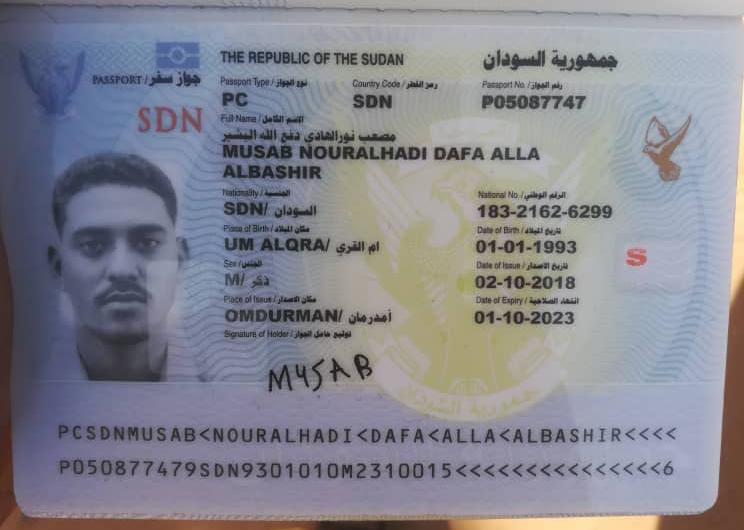 THE REPUBLIC OF THE SUDAN جمهورية السودان
PASSPORT / جواز سفر
Passport Type / نوع الجواز Country Code / رمز القطر Passport No. / رقم الجواز
PC SDN P05087747
SDN
Full Name / الاسم الكامل
مصعب نورالهادي دفع الله البشير
MUSAB NOURALHADI DAFA ALLA
ALBASHIR
Nationality / الجنسية National No. / الرقم الوطني
SDN/ السودان 183-2162-6299
Place of Birth / مكان الميلاد Date of Birth / تاريخ الميلاد
UM ALQRA/ ام القري 01-01-1993
S
Sex / الجنس Date of Issue / تاريخ الاصدار
M/ ذكر 02-10-2018
Place of Issue / مكان الاصدار Date of Expiry / انتهاء الصلاحية
OMDURMAN/ أمدرمان 01-10-2023
Signature of Holder / توقيع حامل الجواز
MUSAB
جمهورية السودان
PCSDNMUSAB<NOURALHADI<DAFA<ALLA<ALBASHIR<<<<
P050877479SDN9301010M2310015<<<<<<<<<<<<<<<6